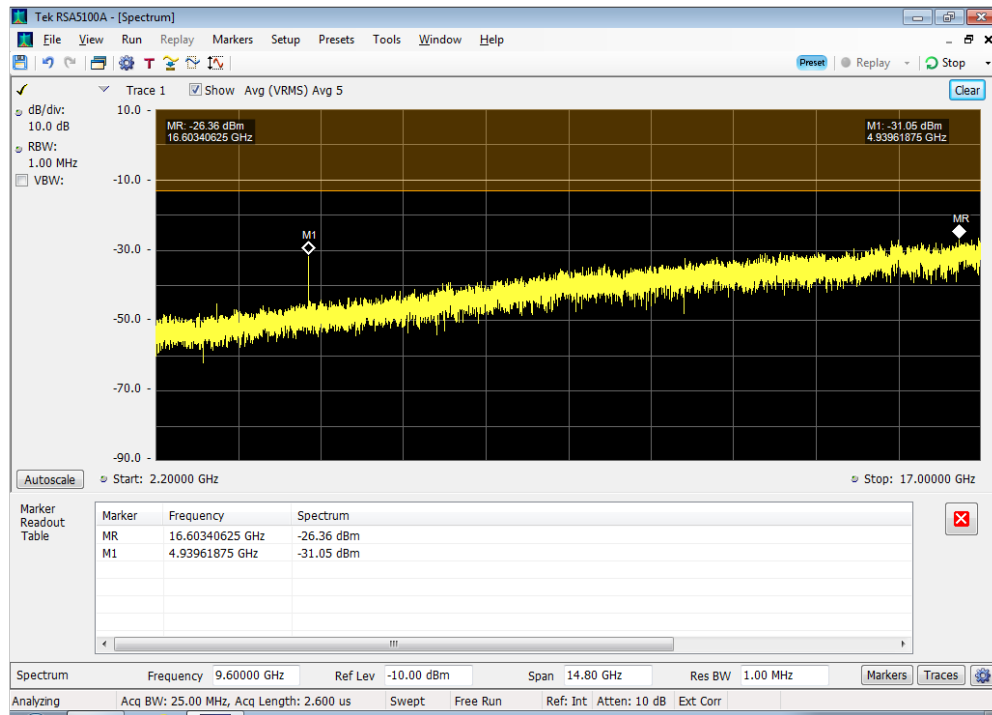 Tek RSA5100A - [Spectrum]
File View Run Replay Markers Setup Presets Tools Window Help
T Preset Replay Stop
Trace 1 Show Avg (VRMS) Avg 5 Clear
dB/div:
10.0 dB
RBW:
1.00 MHz
VBW:
10.0
-10.0
-30.0
-50.0
-70.0
-90.0
MR: -26.36 dBm
16.60340625 GHz
M1: -31.05 dBm
4.93961875 GHz
MR
M1
Autoscale Start: 2.20000 GHz Stop: 17.00000 GHz
Marker
Readout
Table
Marker Frequency Spectrum
MR 16.60340625 GHz -26.36 dBm
M1 4.93961875 GHz -31.05 dBm
Spectrum Frequency 9.60000 GHz Ref Lev -10.00 dBm Span 14.80 GHz Res BW 1.00 MHz Markers Traces
Analyzing Acq BW: 25.00 MHz, Acq Length: 2.600 us Swept Free Run Ref: Int Atten: 10 dB Ext Corr